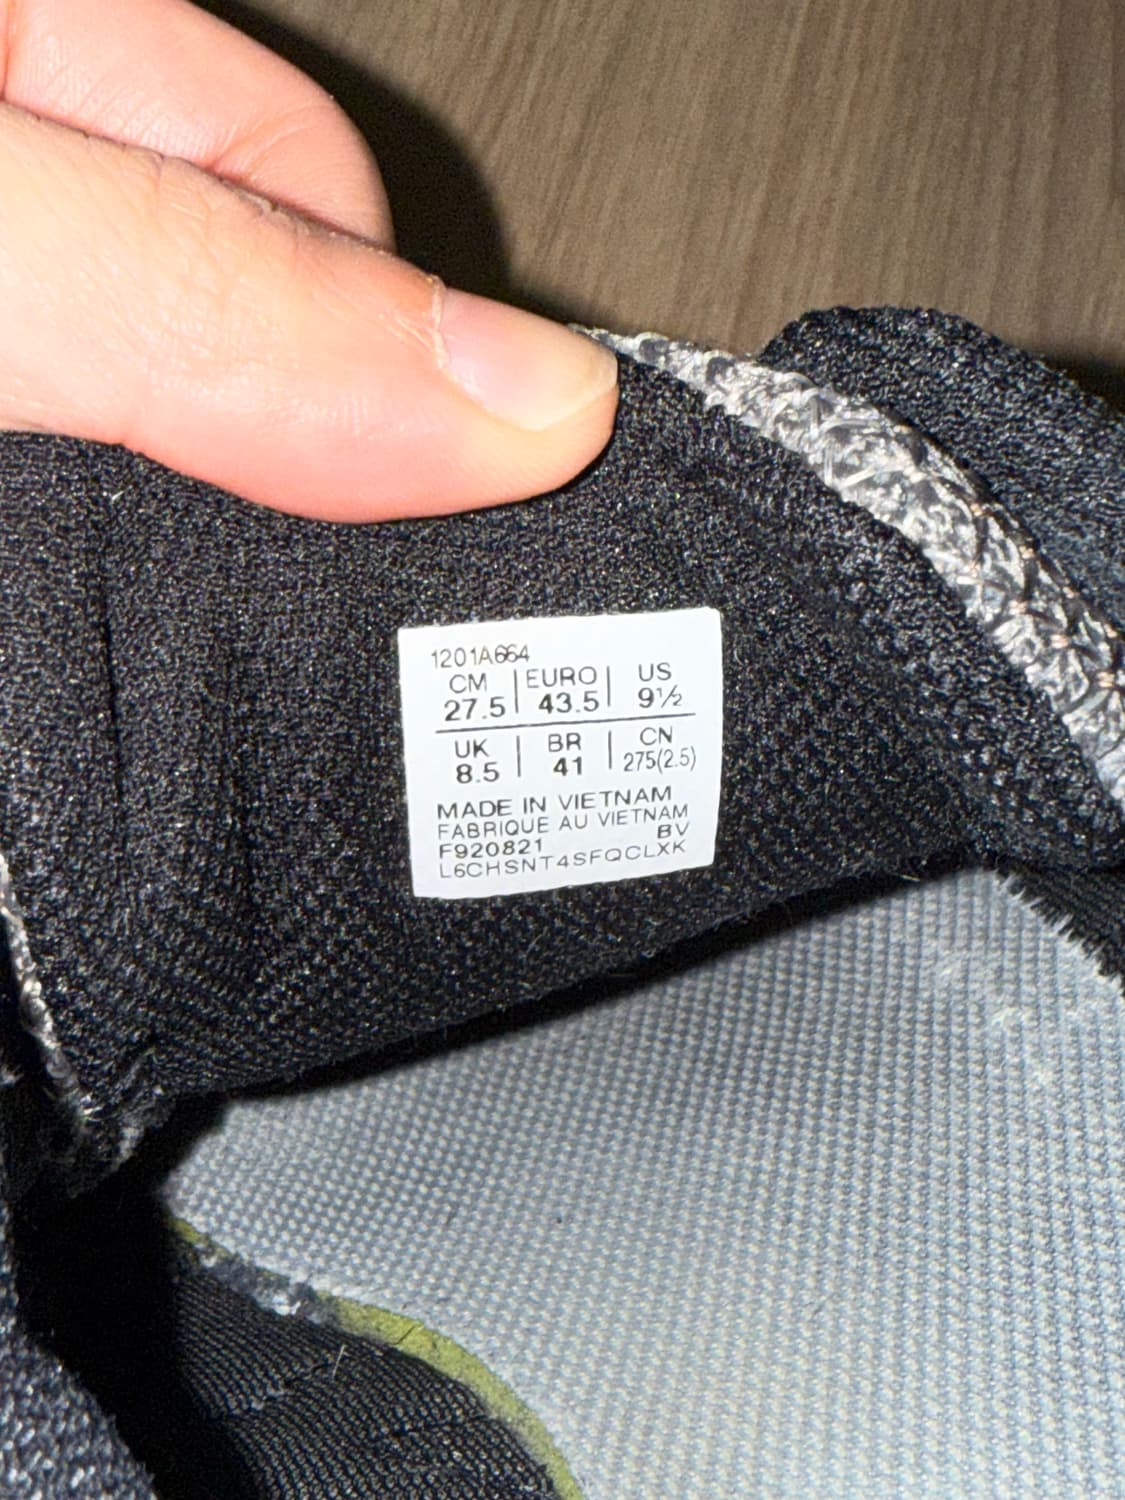 1201A664
CM | EURO | US
27.5 | 43.5 | 9½
UK | BR | CN
8.5 | 41 | 275(2.5)
MADE IN VIETNAM
FABRIQUE AU VIETNAM
BV
F920821
L6CHSNT4SFQCLXK